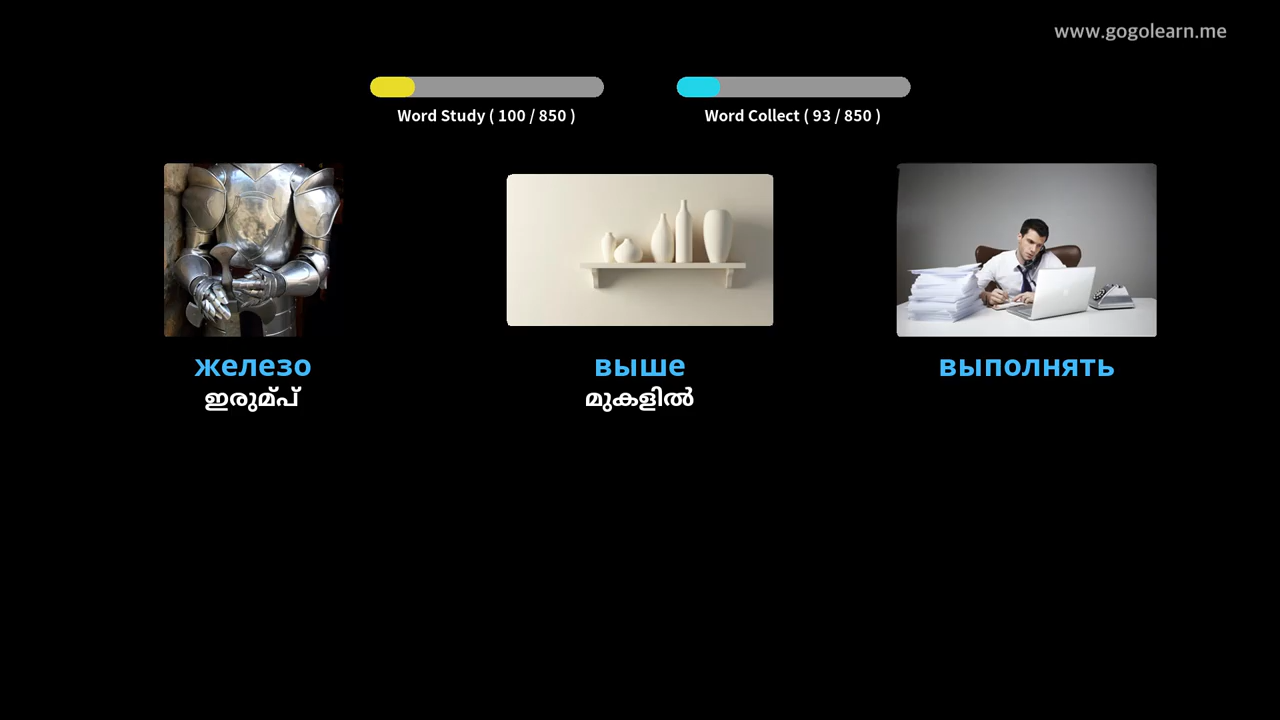 www.gogolearn.me
Word Study ( 100 / 850 )
Word Collect ( 93 / 850 )
железо
выше
выполнять
ഇരുമ്പ്
മുകളിൽ